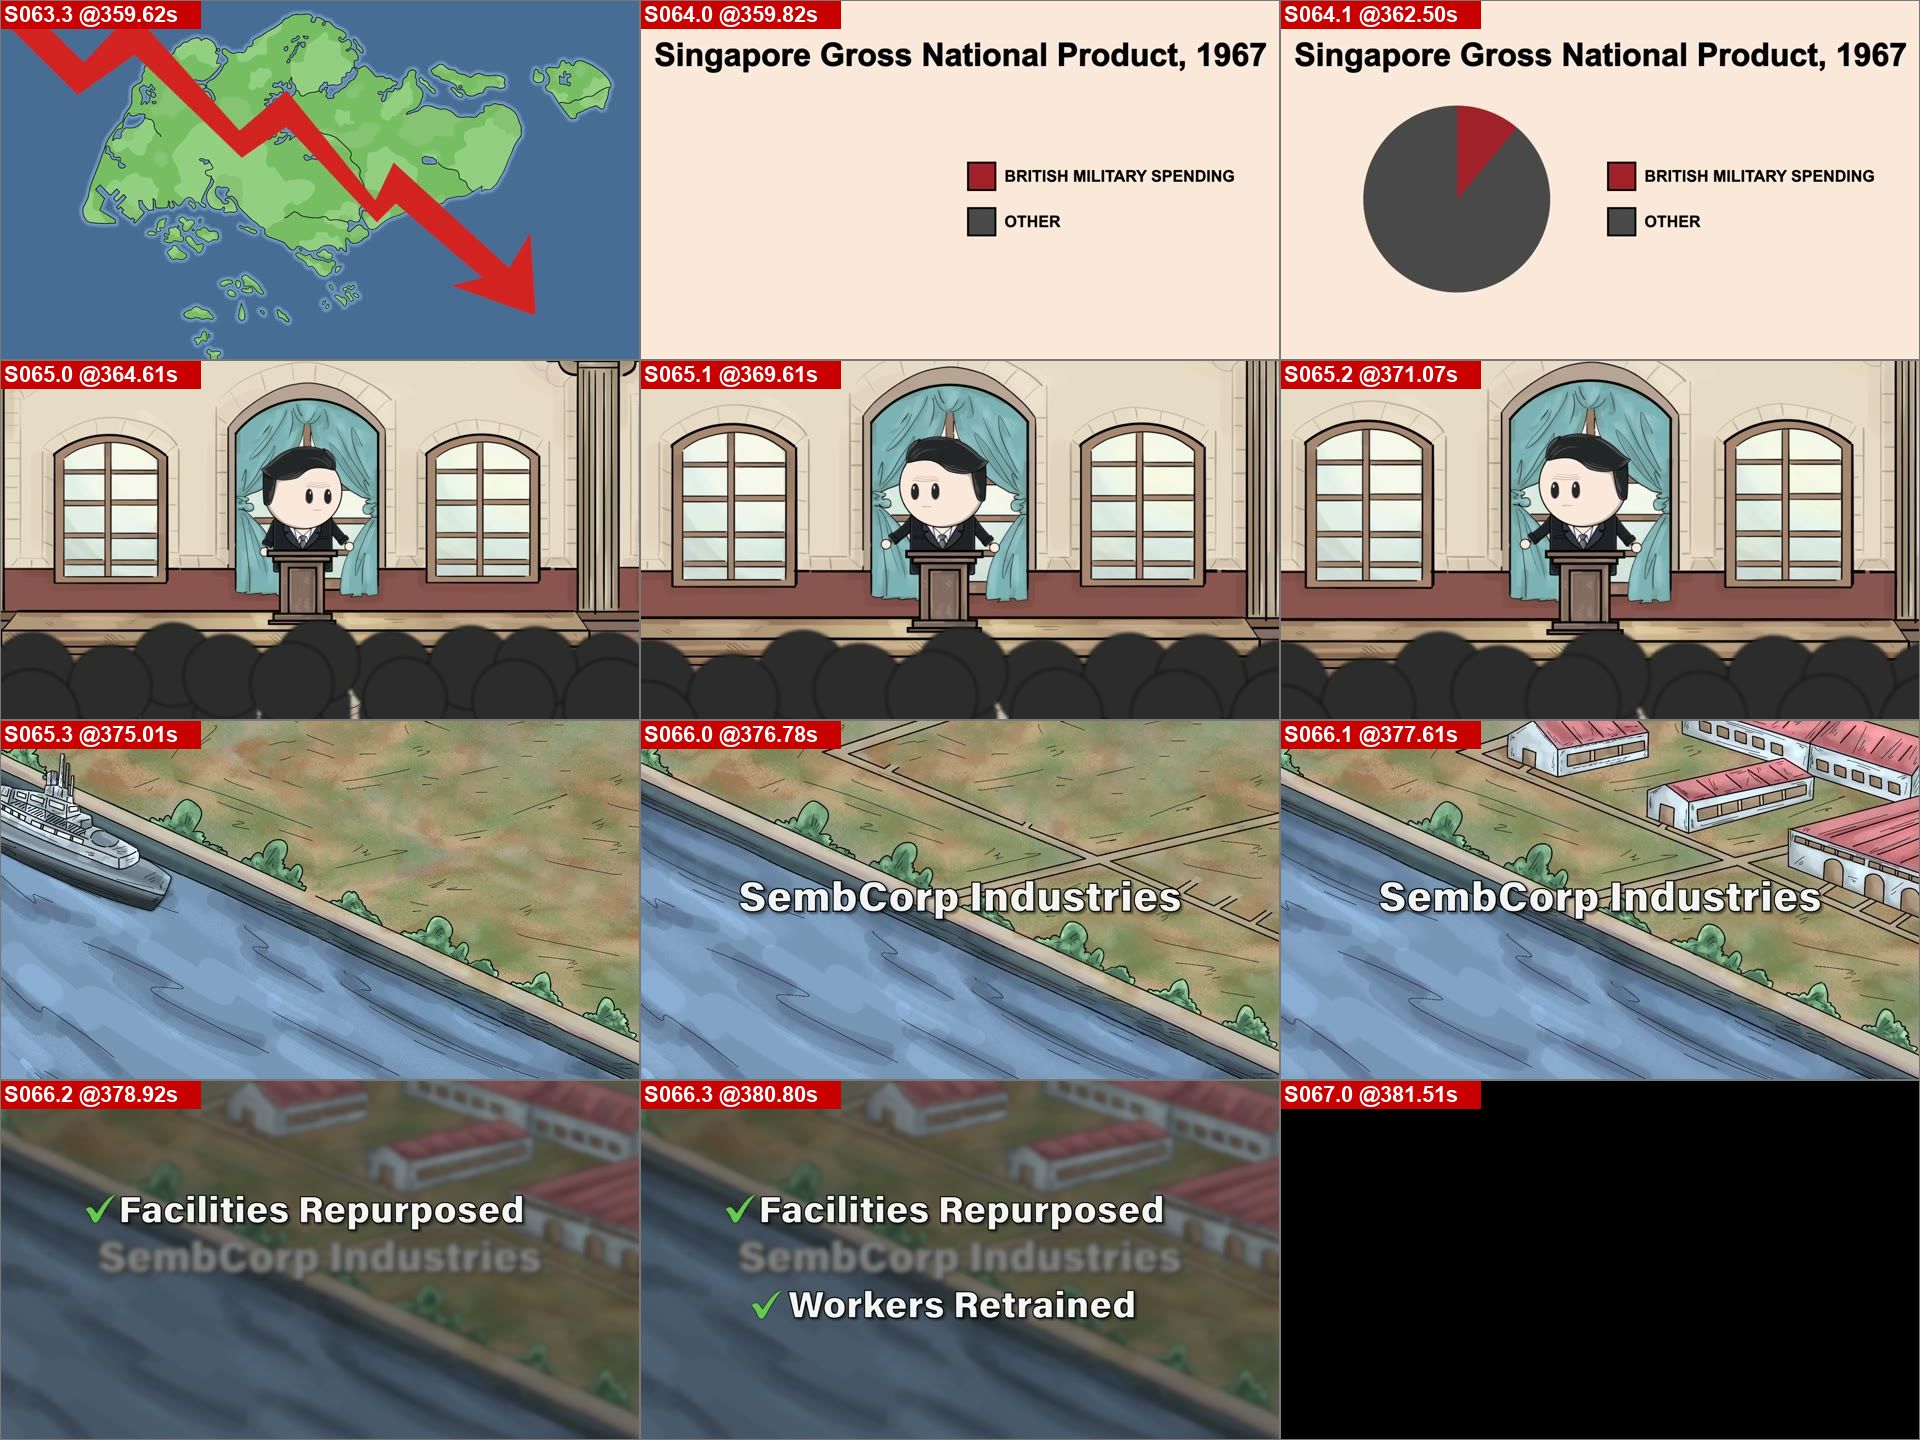 S063.3 @359.62s
S064.0 @359.82s
Singapore Gross National Product, 1967
BRITISH MILITARY SPENDING
OTHER
S064.1 @362.50s
Singapore Gross National Product, 1967
BRITISH MILITARY SPENDING
OTHER
S065.0 @364.61s
S065.1 @369.61s
S065.2 @371.07s
S065.3 @375.01s
S066.0 @376.78s
SembCorp Industries
S066.1 @377.61s
SembCorp Industries
S066.2 @378.92s
✓Facilities Repurposed
SembCorp Industries
S066.3 @380.80s
✓Facilities Repurposed
SembCorp Industries
✓ Workers Retrained
S067.0 @381.51s